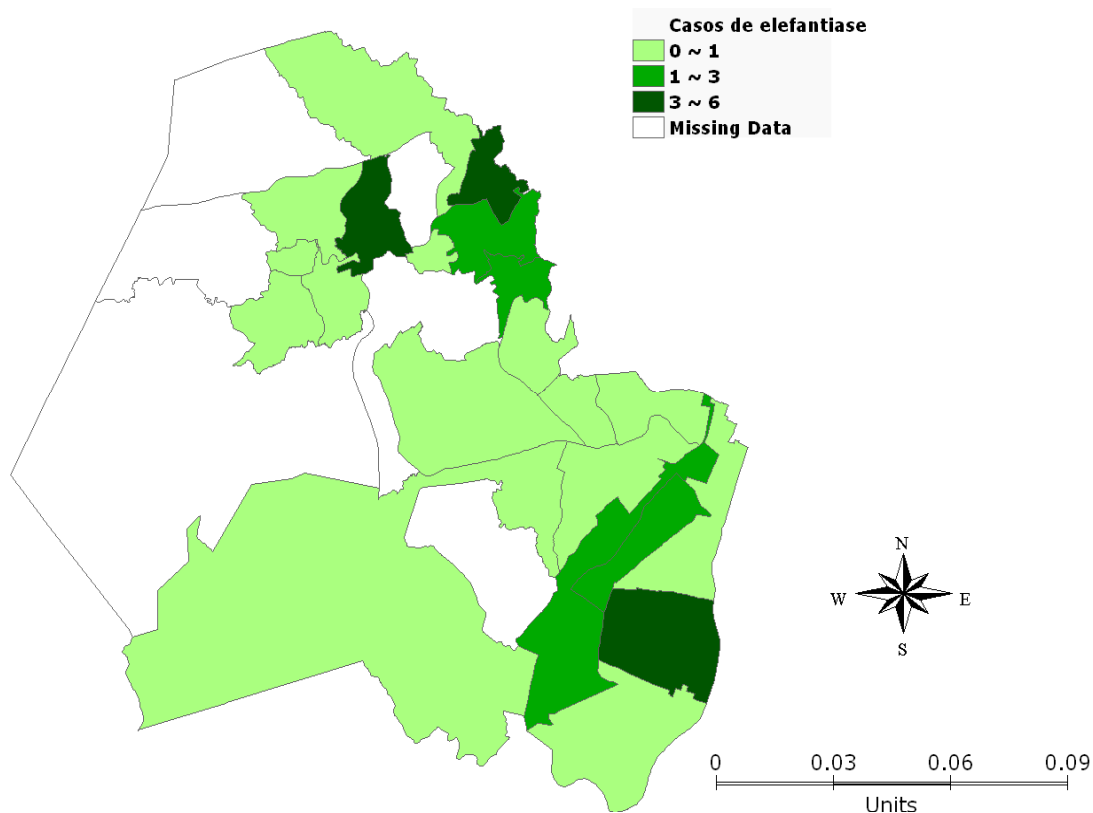 Casos de elefantiase
0 ~ 1
1 ~ 3
3 ~ 6
Missing Data
N
W E
S
0 0.03 0.06 0.09
Units